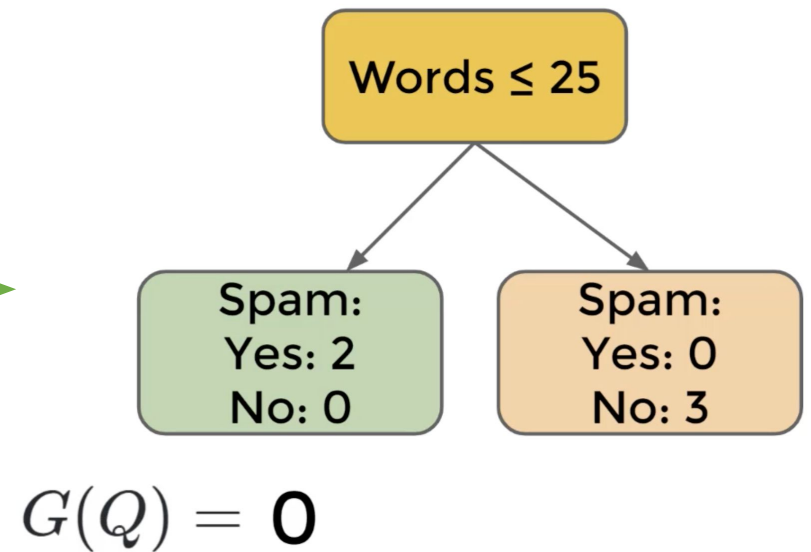 Words ≤ 25
Spam:
Yes: 2
No: 0
Spam:
Yes: 0
No: 3
G(Q) = 0